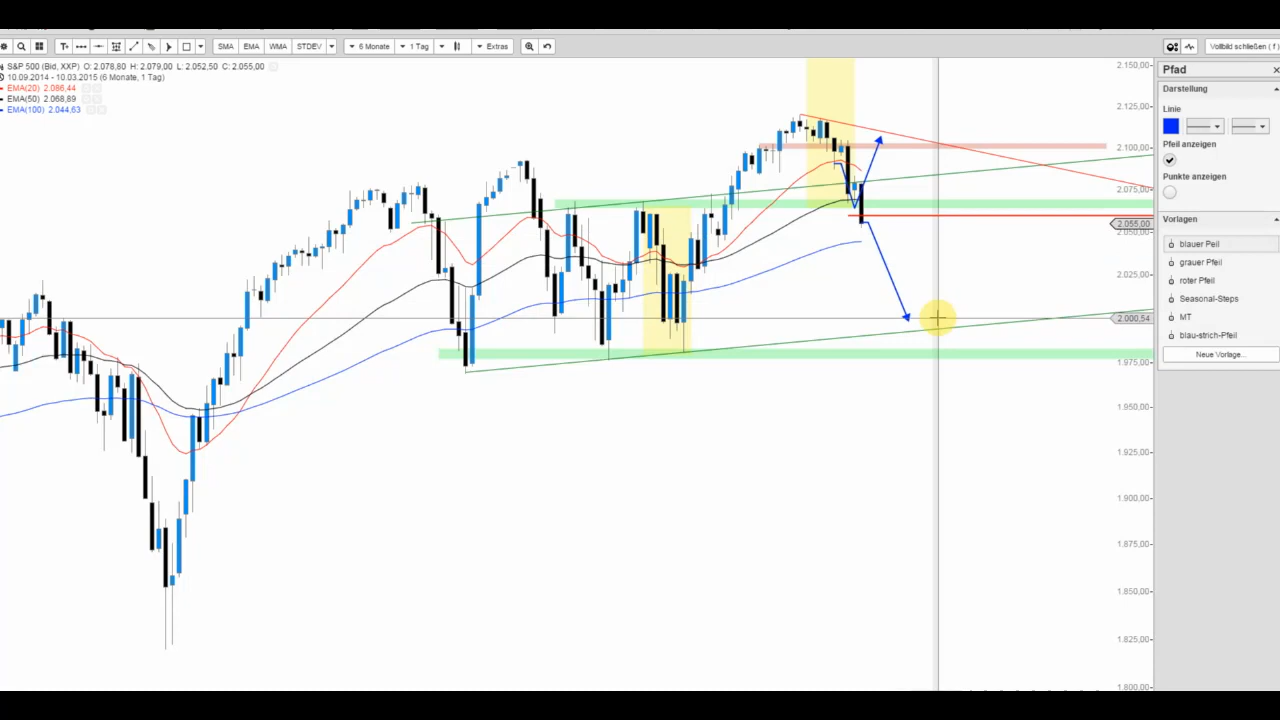 SMA EMA WMA STDEV 6 Monate 1 Tag Extras Vollbild schließen ( f )
S&P 500 (Bid, XXP) O: 2.078,80 H: 2.079,00 L: 2.052,50 C: 2.055,00
10.09.2014 - 10.03.2015 (6 Monate, 1 Tag)
EMA(20) 2.086,44
EMA(50) 2.068,89
EMA(100) 2.044,63
2.150,00
2.125,00
2.100,00
2.075,00
2.055,00
2.050,00
2.025,00
2.000,54
1.975,00
1.950,00
1.925,00
1.900,00
1.875,00
1.850,00
1.825,00
1.800,00
Pfad
Darstellung
Linie
Pfeil anzeigen
Punkte anzeigen
Vorlagen
blauer Peil
grauer Pfeil
roter Pfeil
Seasonal-Steps
MT
blau-strich-Pfeil
Neue Vorlage...